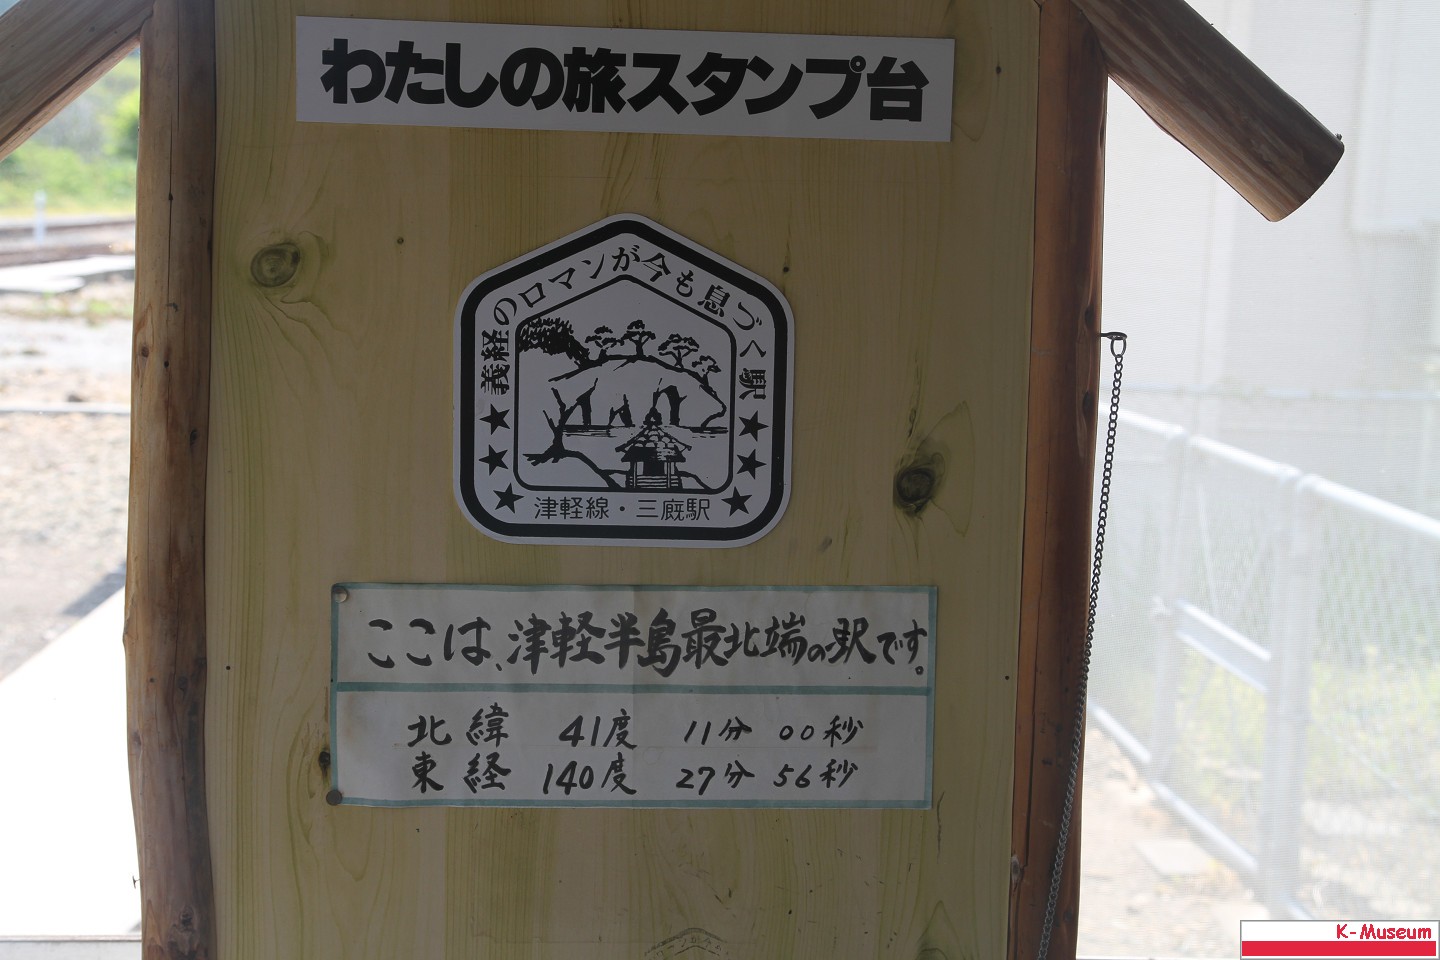 わたしの旅スタンプ台
義経のロマンが今も息づく駅
津軽線・三厩駅
ここは、津軽半島最北端の駅です。
北緯 41度 11分 00秒
東経 140度 27分 56秒
K-Museum